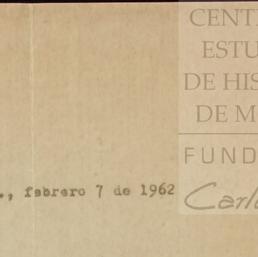 CENT
ESTU
DE HIS
DE M
FUND
Carl
., febrero 7 de 1962